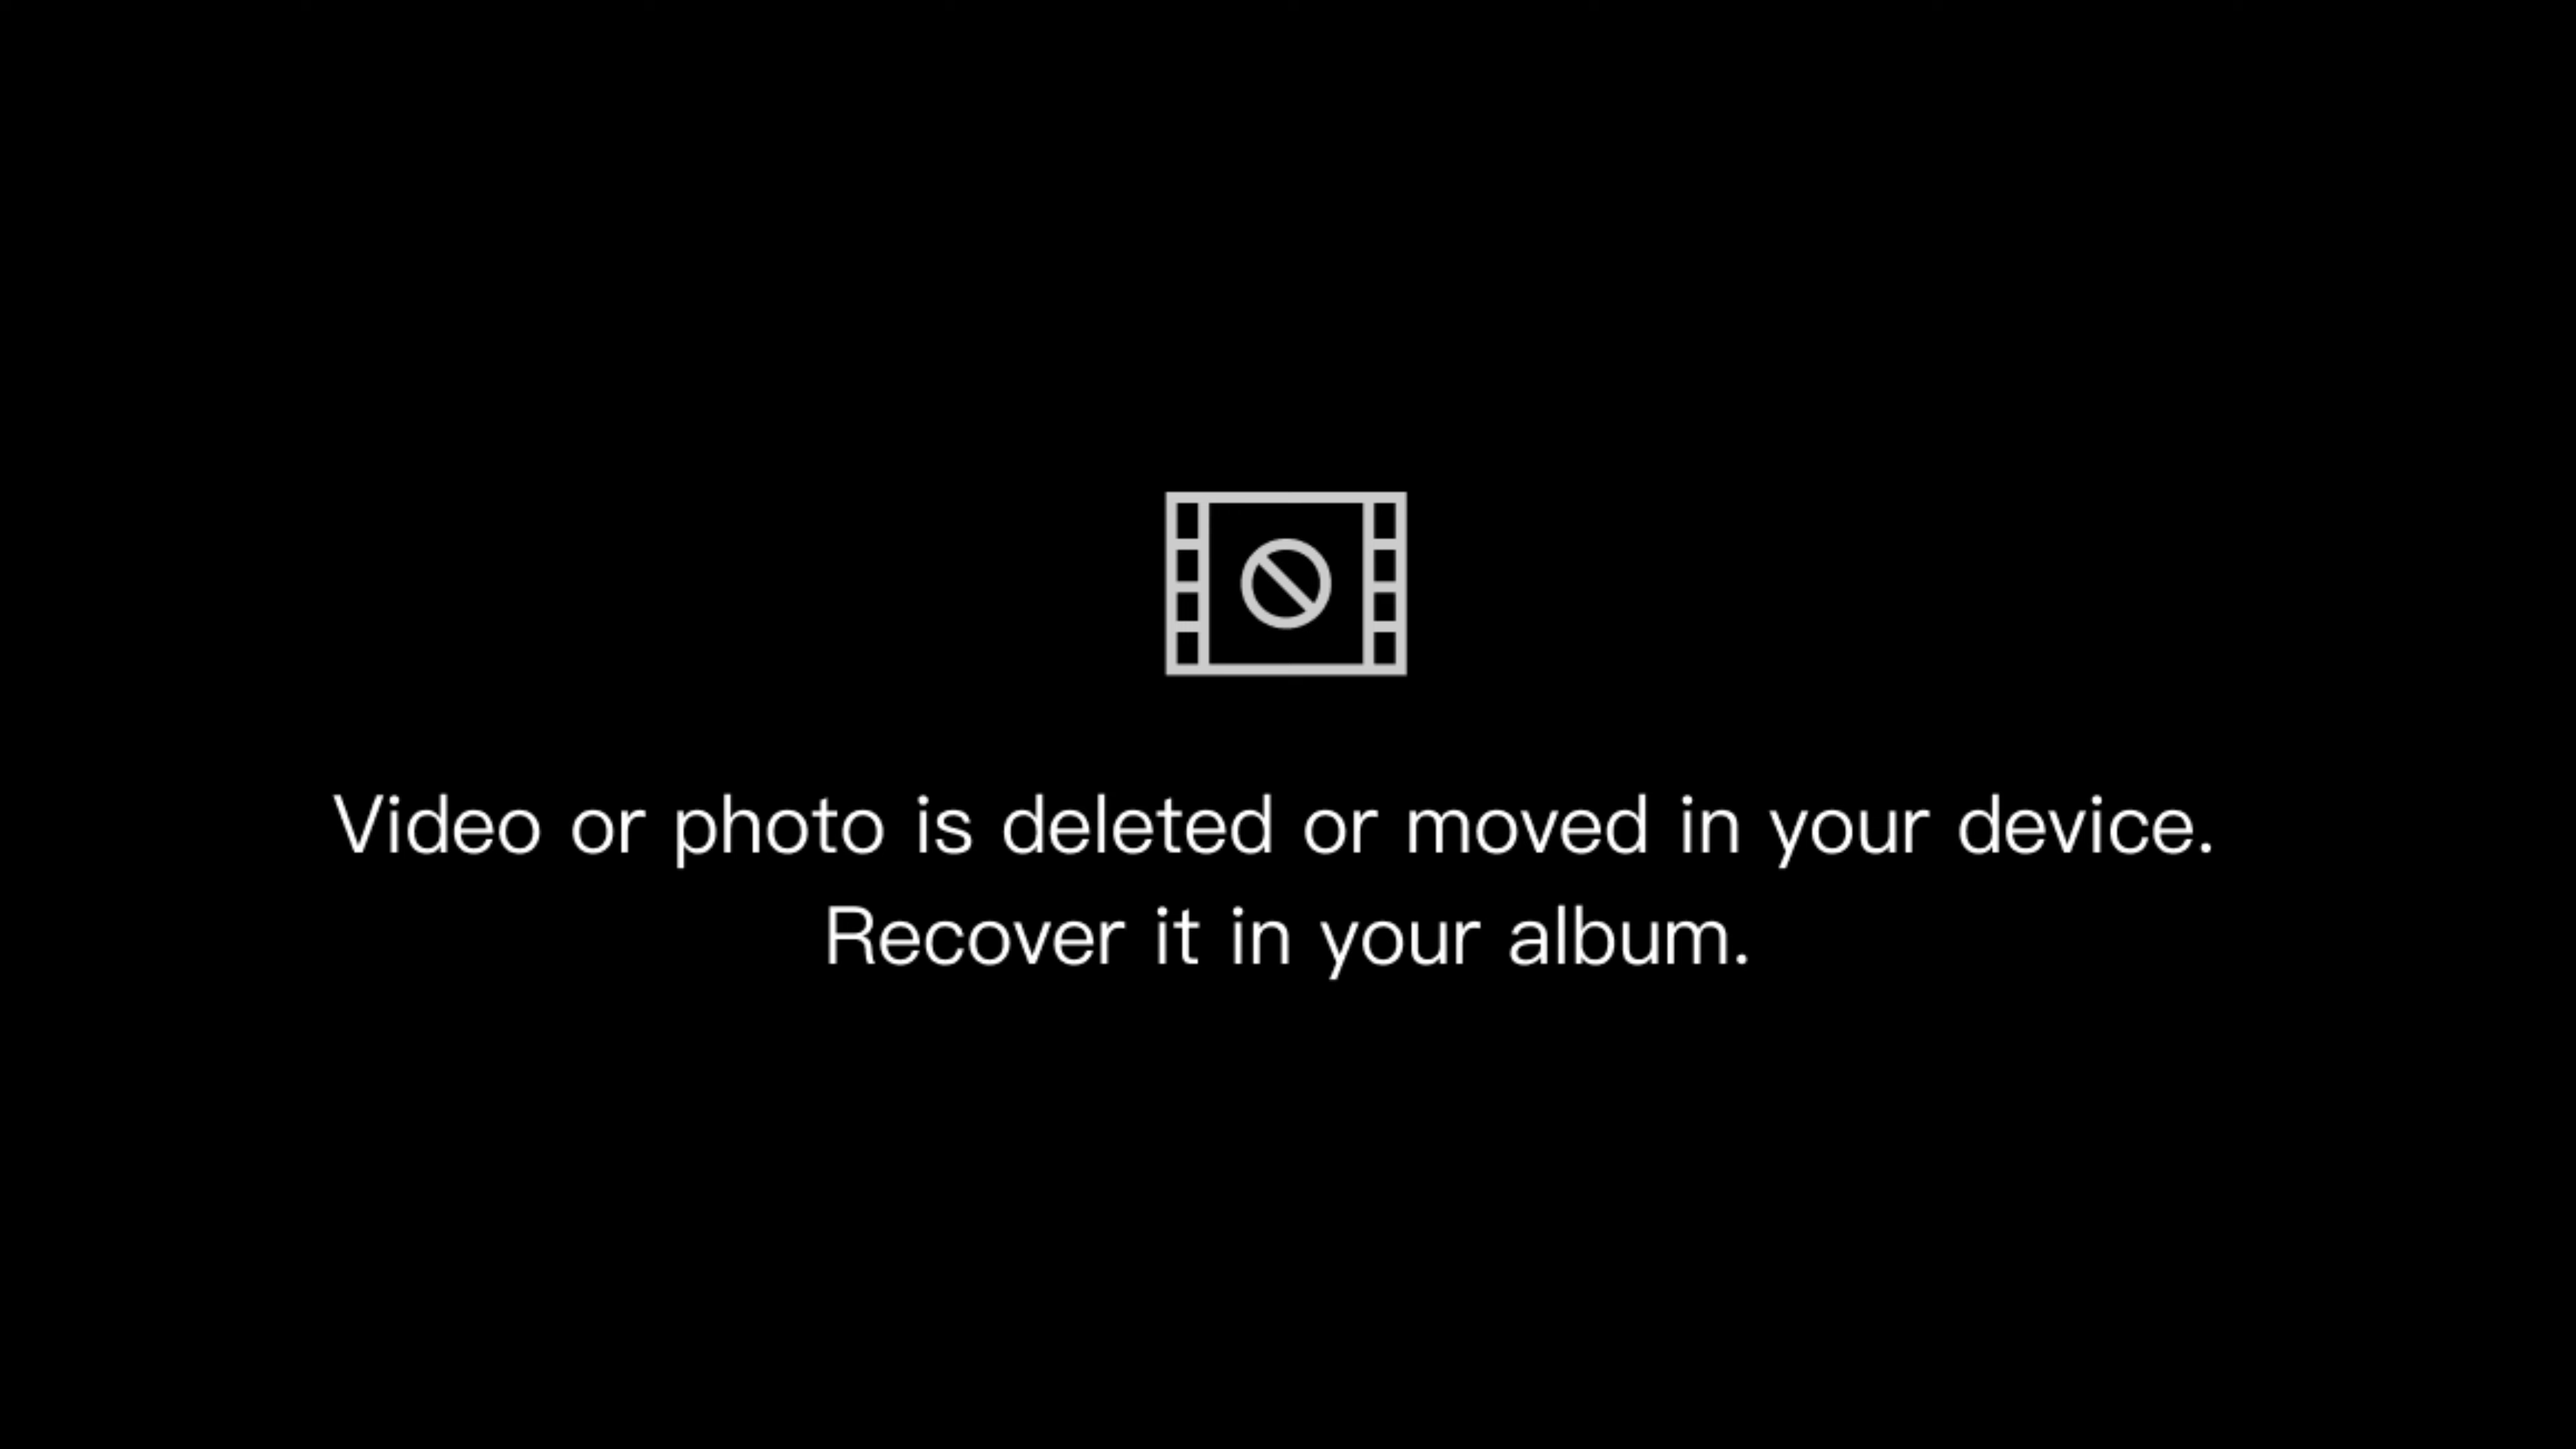 Video or photo is deleted or moved in your device.
Recover it in your album.